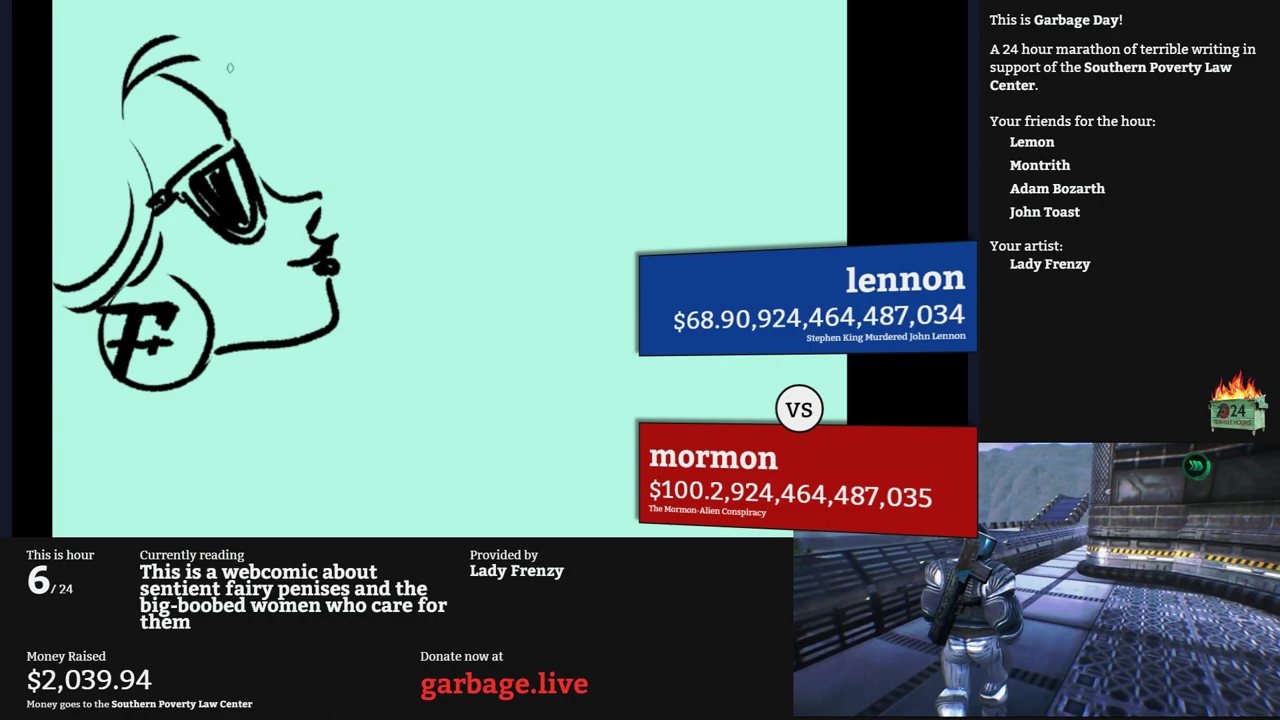 This is Garbage Day!
A 24 hour marathon of terrible writing in
support of the Southern Poverty Law
Center.
Your friends for the hour:
Lemon
Montrith
Adam Bozarth
John Toast
Your artist:
Lady Frenzy
F+
lennon
$68.90,924,464,487,034
Stephen King Murdered John Lennon
VS
mormon
$100.2,924,464,487,035
The Mormon-Alien Conspiracy
24
TERRIBLE HOURS
This is hour
6 / 24
Currently reading
This is a webcomic about
sentient fairy penises and the
big-boobed women who care for
them
Provided by
Lady Frenzy
Money Raised
$2,039.94
Money goes to the Southern Poverty Law Center
Donate now at
garbage.live